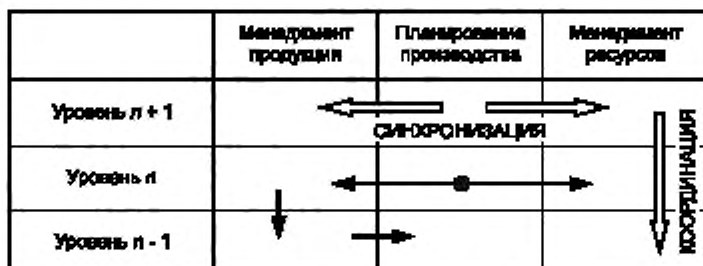 Менеджмент
продукции
Планирование
производства
Менеджмент
ресурсов
Уровень n + 1
СИНХРОНИЗАЦИЯ
Уровень n
Уровень n - 1
КООРДИНАЦИЯ